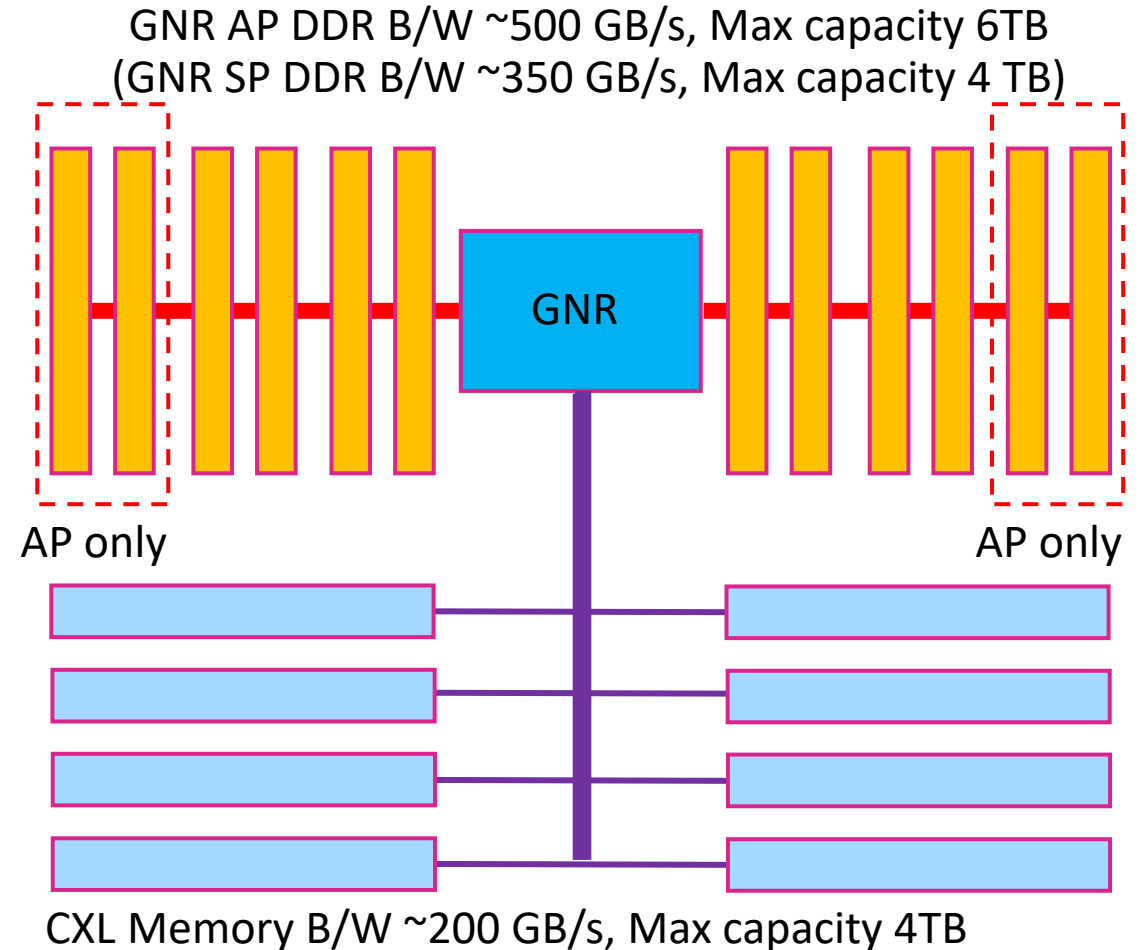 GNR AP DDR B/W ~500 GB/s, Max capacity 6TB
(GNR SP DDR B/W ~350 GB/s, Max capacity 4 TB)
GNR
AP only
AP only
CXL Memory B/W ~200 GB/s, Max capacity 4TB